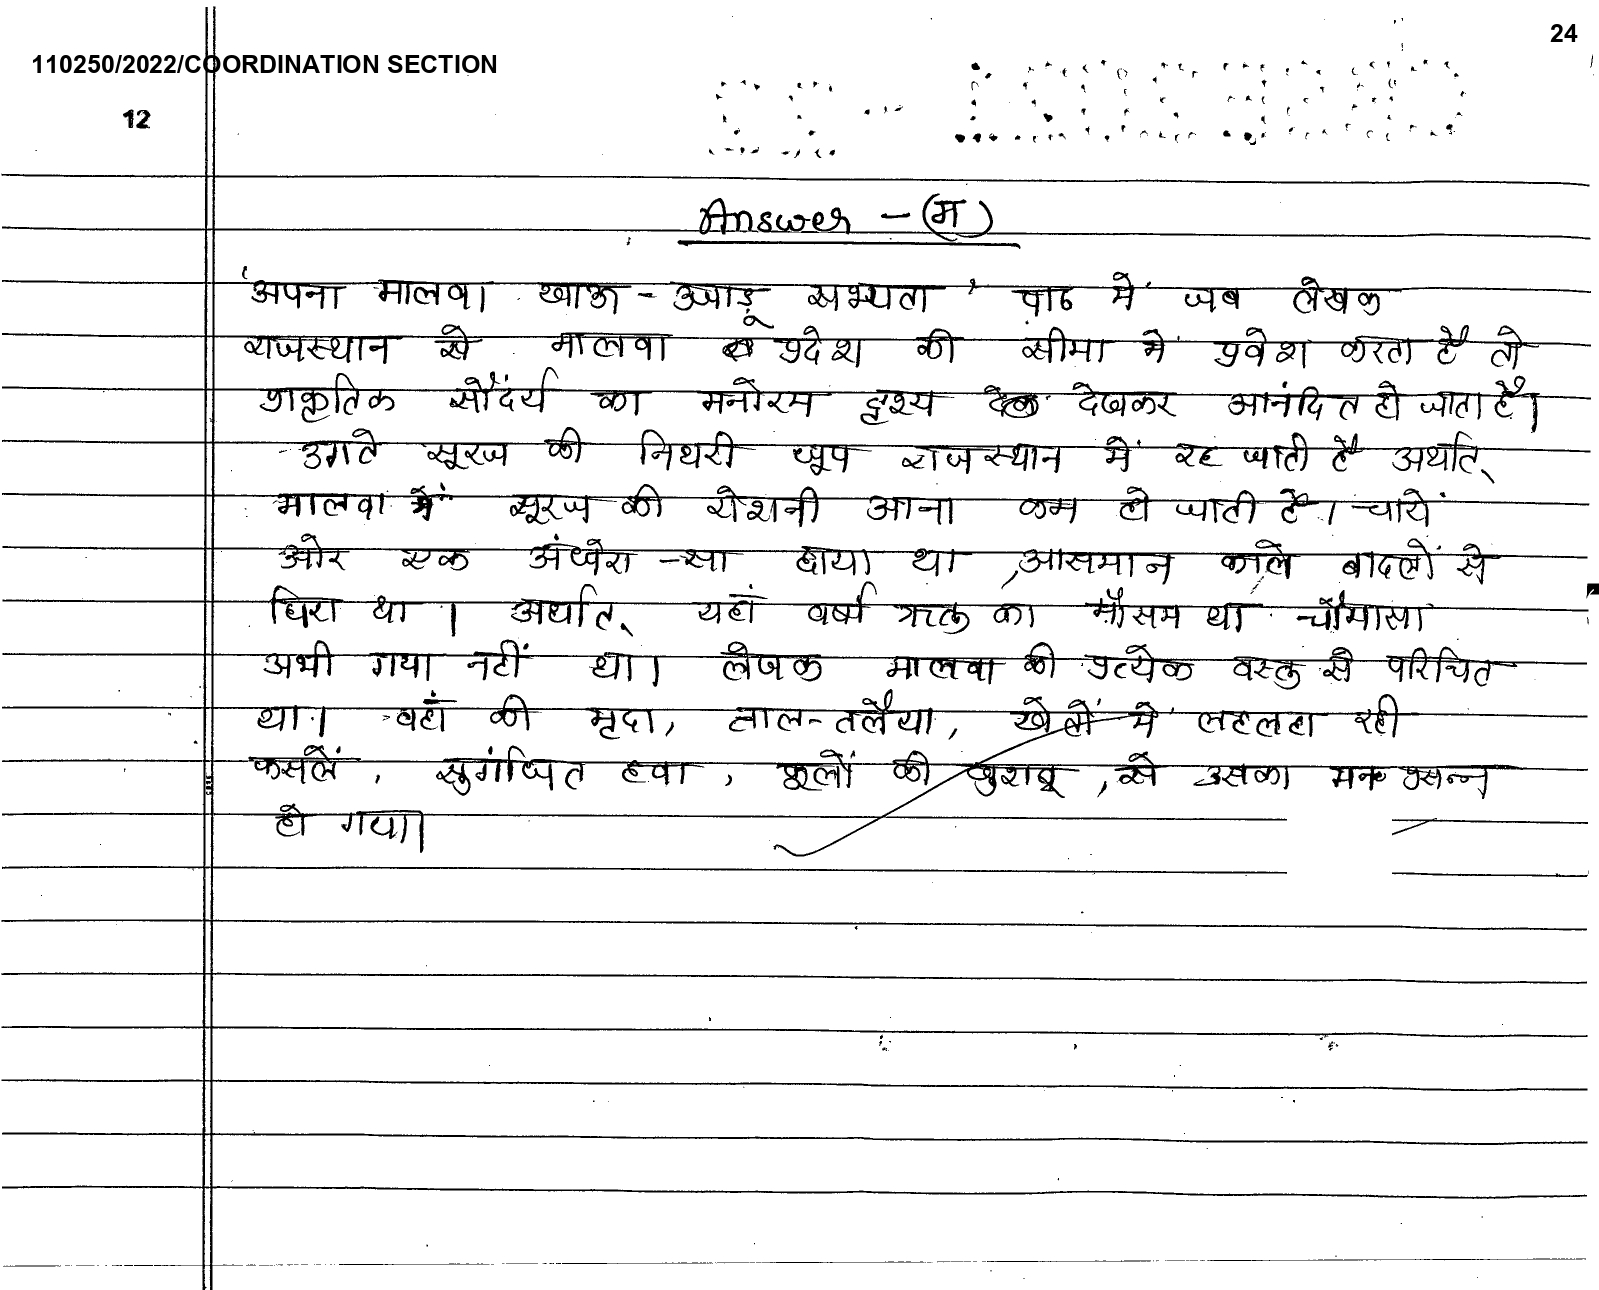 24
110250/2022/COORDINATION SECTION
12
Answer - (म)
'अपना मालवा खाऊ - उजाड़ू सभ्यता' पाठ में जब लेखक
राजस्थान से मालवा प्रदेश की सीमा में प्रवेश करता है तो
प्राकृतिक सौंदर्य का मनोरम दृश्य देखकर आनंदित हो जाता है।
उगते सूरज की निथरी धूप राजस्थान में रह जाती है अर्थात्
मालवा में सूरज की रोशनी आना कम हो जाती है। चारों
ओर एक अंधेरा -सा छाया था, आसमान काले बादलों से
घिरा था। अर्थात् यहाँ वर्षा ऋतु का मौसम था चौमासा
अभी गया नहीं था। लेखक मालवा की प्रत्येक वस्तु से परिचित
था। वहाँ की मृदा, ताल-तलैया, खेतों में लहलहा रही
फसलें, सुगंधित हवा, फूलों की खुशबू, से उसका मन प्रसन्न
हो गया।